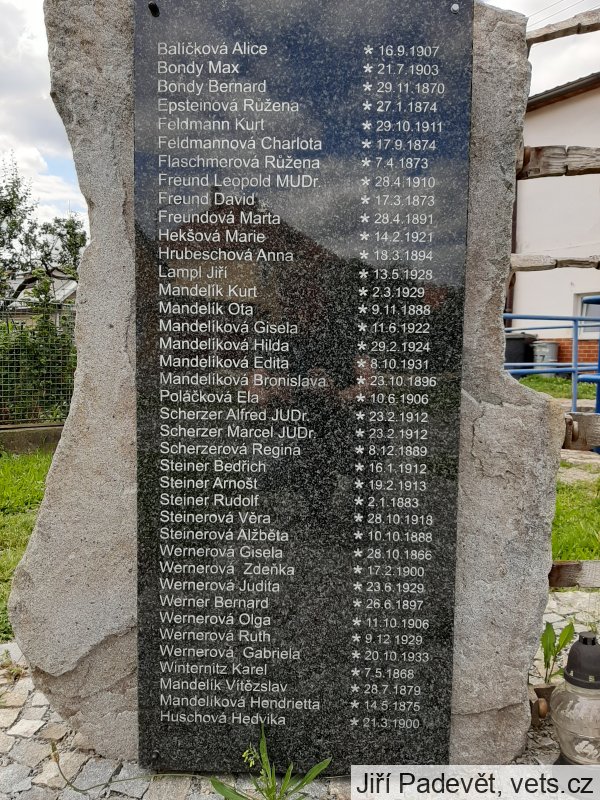 Balíčková Alice * 16.9.1907
Bondy Max * 21.7.1903
Bondy Bernard * 29.11.1870
Epsteinová Růžena * 27.1.1874
Feldmann Kurt * 29.10.1911
Feldmannová Charlota * 17.9.1874
Flaschmerová Růžena * 7.4.1873
Freund Leopold MUDr. * 28.4.1910
Freund David * 17.3.1873
Freundová Marta * 28.4.1891
Hekšová Marie * 14.2.1921
Hrubeschová Anna * 18.3.1894
Lampl Jiří * 13.5.1928
Mandelík Kurt * 2.3.1929
Mandelík Ota * 9.11.1888
Mandelíková Gisela * 11.6.1922
Mandelíková Hilda * 29.2.1924
Mandelíková Edita * 8.10.1931
Mandelíková Bronislava * 23.10.1896
Poláčková Ela * 10.6.1906
Scherzer Alfred JUDr. * 23.2.1912
Scherzer Marcel JUDr. * 23.2.1912
Scherzerová Regina * 8.12.1889
Steiner Bedřich * 16.1.1912
Steiner Arnošt * 19.2.1913
Steiner Rudolf * 2.1.1883
Steinerová Věra * 28.10.1918
Steinerová Alžběta * 10.10.1888
Wernerová Gisela * 28.10.1866
Wernerová Zdeňka * 17.2.1900
Wernerová Judita * 23.6.1929
Werner Bernard * 26.6.1897
Wernerová Olga * 11.10.1906
Wernerová Ruth * 9.12.1929
Wernerová Gabriela * 20.10.1933
Winternitz Karel * 7.5.1868
Mandelík Vítězslav * 28.7.1879
Mandelíková Hendrietta * 14.5.1875
Huschová Hedvika * 21.3.1900
Jiří Padevět, vets.cz